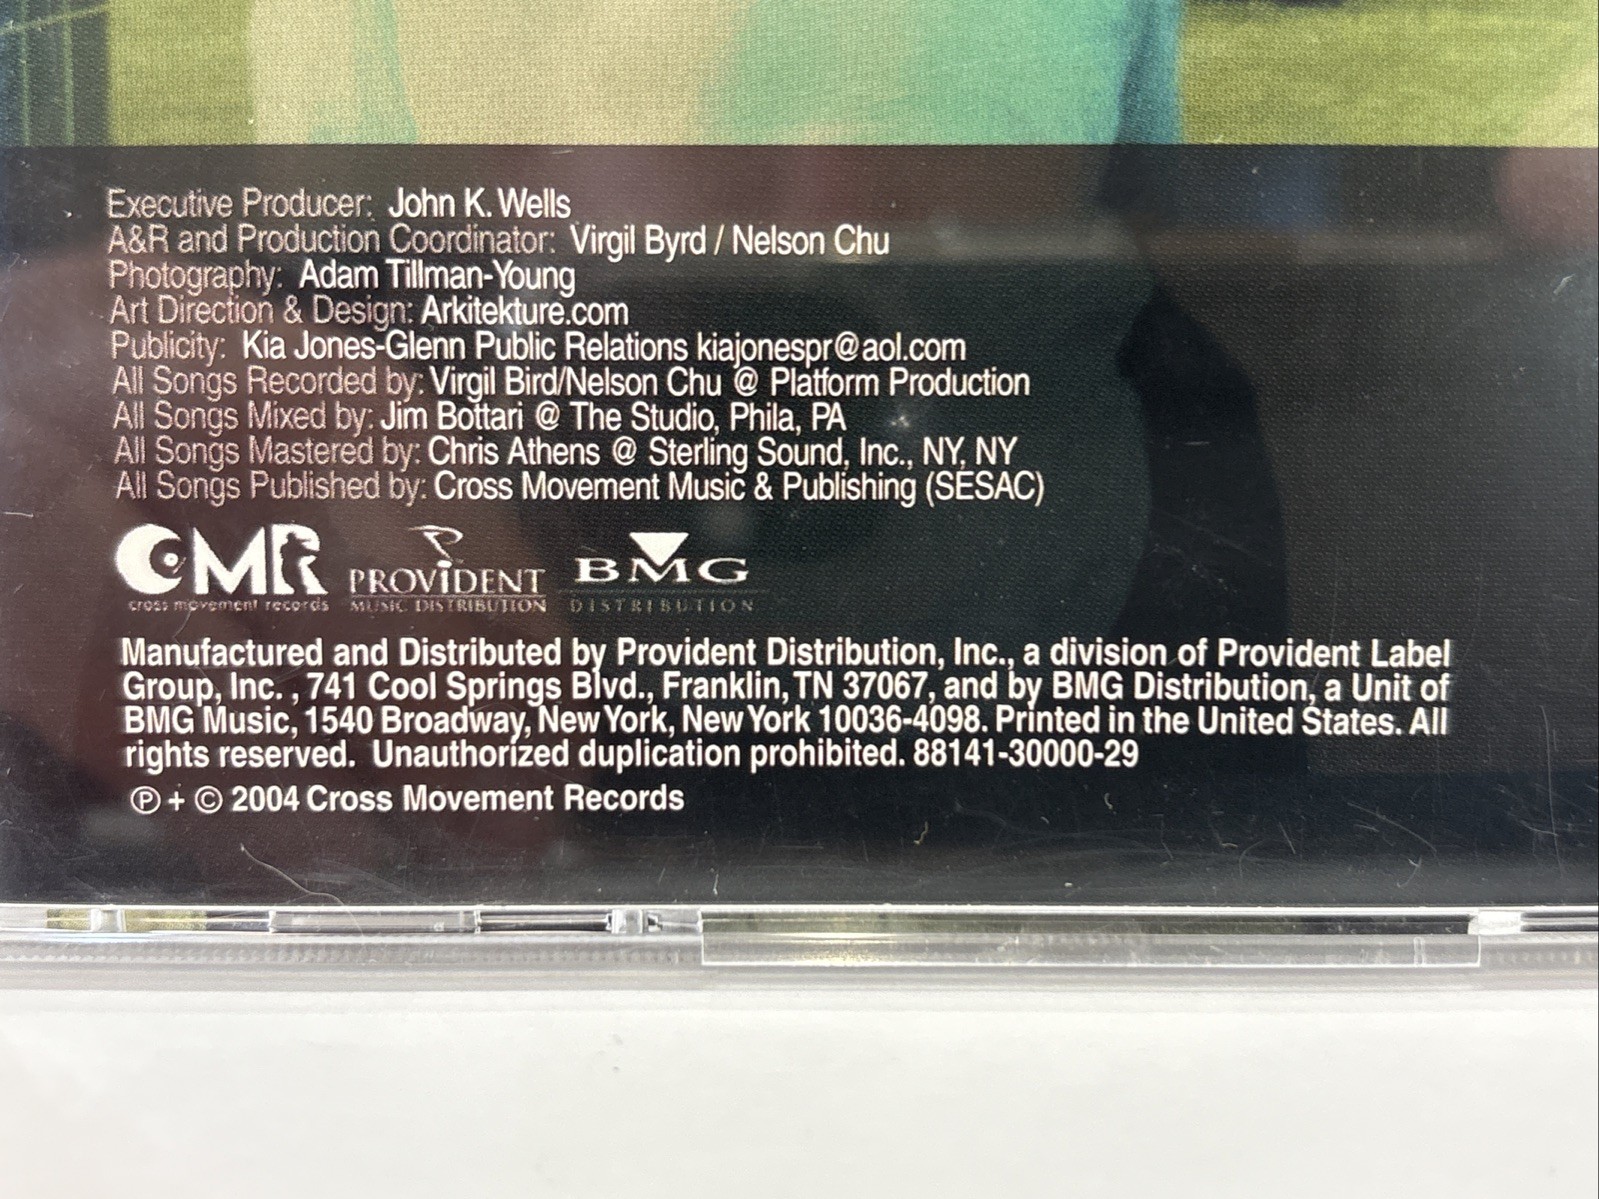 Executive Producer: John K. Wells
A&R and Production Coordinator: Virgil Byrd / Nelson Chu
Photography: Adam Tillman-Young
Art Direction & Design: Arkitekture.com
Publicity: Kia Jones-Glenn Public Relations kiajonespr@aol.com
All Songs Recorded by: Virgil Bird/Nelson Chu @ Platform Production
All Songs Mixed by: Jim Bottari @ The Studio, Phila, PA
All Songs Mastered by: Chris Athens @ Sterling Sound, Inc., NY, NY
All Songs Published by: Cross Movement Music & Publishing (SESAC)
CMR PROViDENT BMG
cross movement records MUSIC DISTRIBUTION DISTRIBUTION
Manufactured and Distributed by Provident Distribution, Inc., a division of Provident Label
Group, Inc. , 741 Cool Springs Blvd., Franklin, TN 37067, and by BMG Distribution, a Unit of
BMG Music, 1540 Broadway, New York, New York 10036-4098. Printed in the United States. All
rights reserved. Unauthorized duplication prohibited. 88141-30000-29
℗ + © 2004 Cross Movement Records